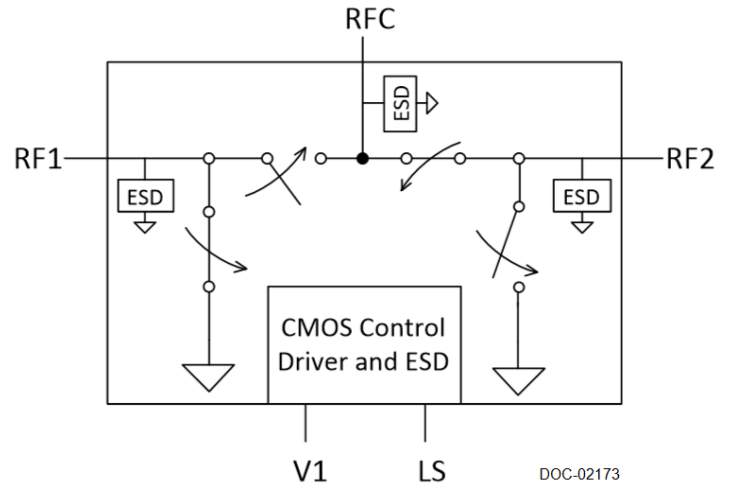 RFC
ESD
RF1
RF2
ESD
ESD
CMOS Control
Driver and ESD
V1
LS
DOC-02173